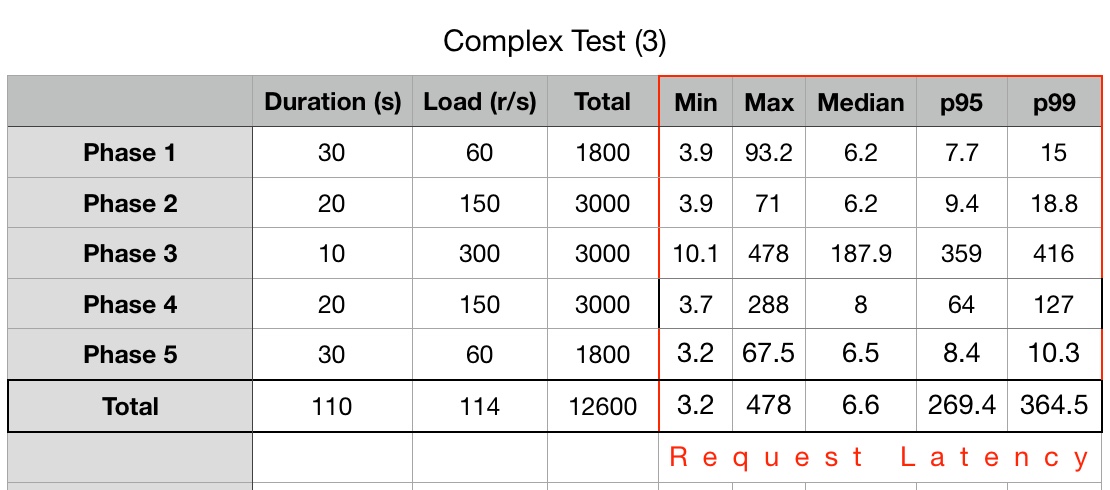 Complex Test (3)
Duration (s) Load (r/s) Total Min Max Median p95 p99
Phase 1 30 60 1800 3.9 93.2 6.2 7.7 15
Phase 2 20 150 3000 3.9 71 6.2 9.4 18.8
Phase 3 10 300 3000 10.1 478 187.9 359 416
Phase 4 20 150 3000 3.7 288 8 64 127
Phase 5 30 60 1800 3.2 67.5 6.5 8.4 10.3
Total 110 114 12600 3.2 478 6.6 269.4 364.5
Request Latency